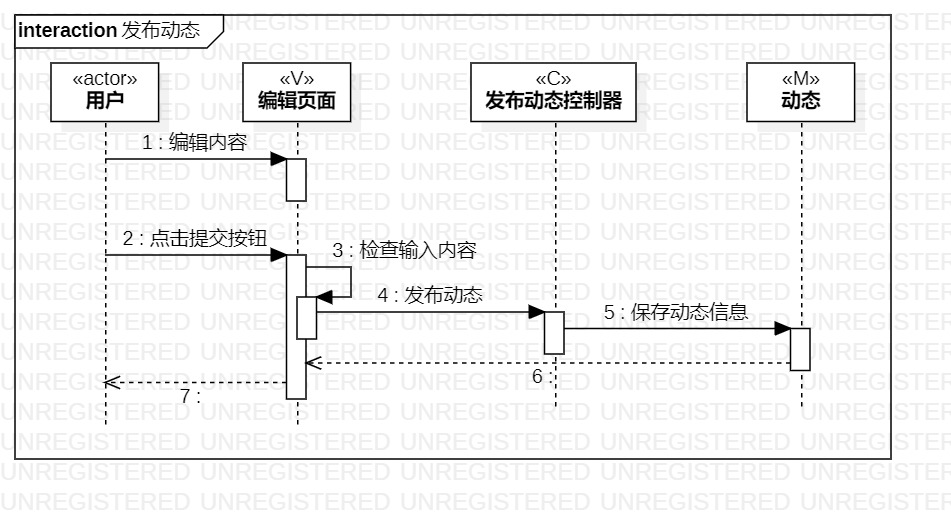 interaction 发布动态
«actor»
用户
«V»
编辑页面
«C»
发布动态控制器
«M»
动态
1 : 编辑内容
2 : 点击提交按钮
3 : 检查输入内容
4 : 发布动态
5 : 保存动态信息
6 :
7 :
UNREGISTERED UNREGISTERED UNREGISTERED UNREGISTERED UNREGISTERED